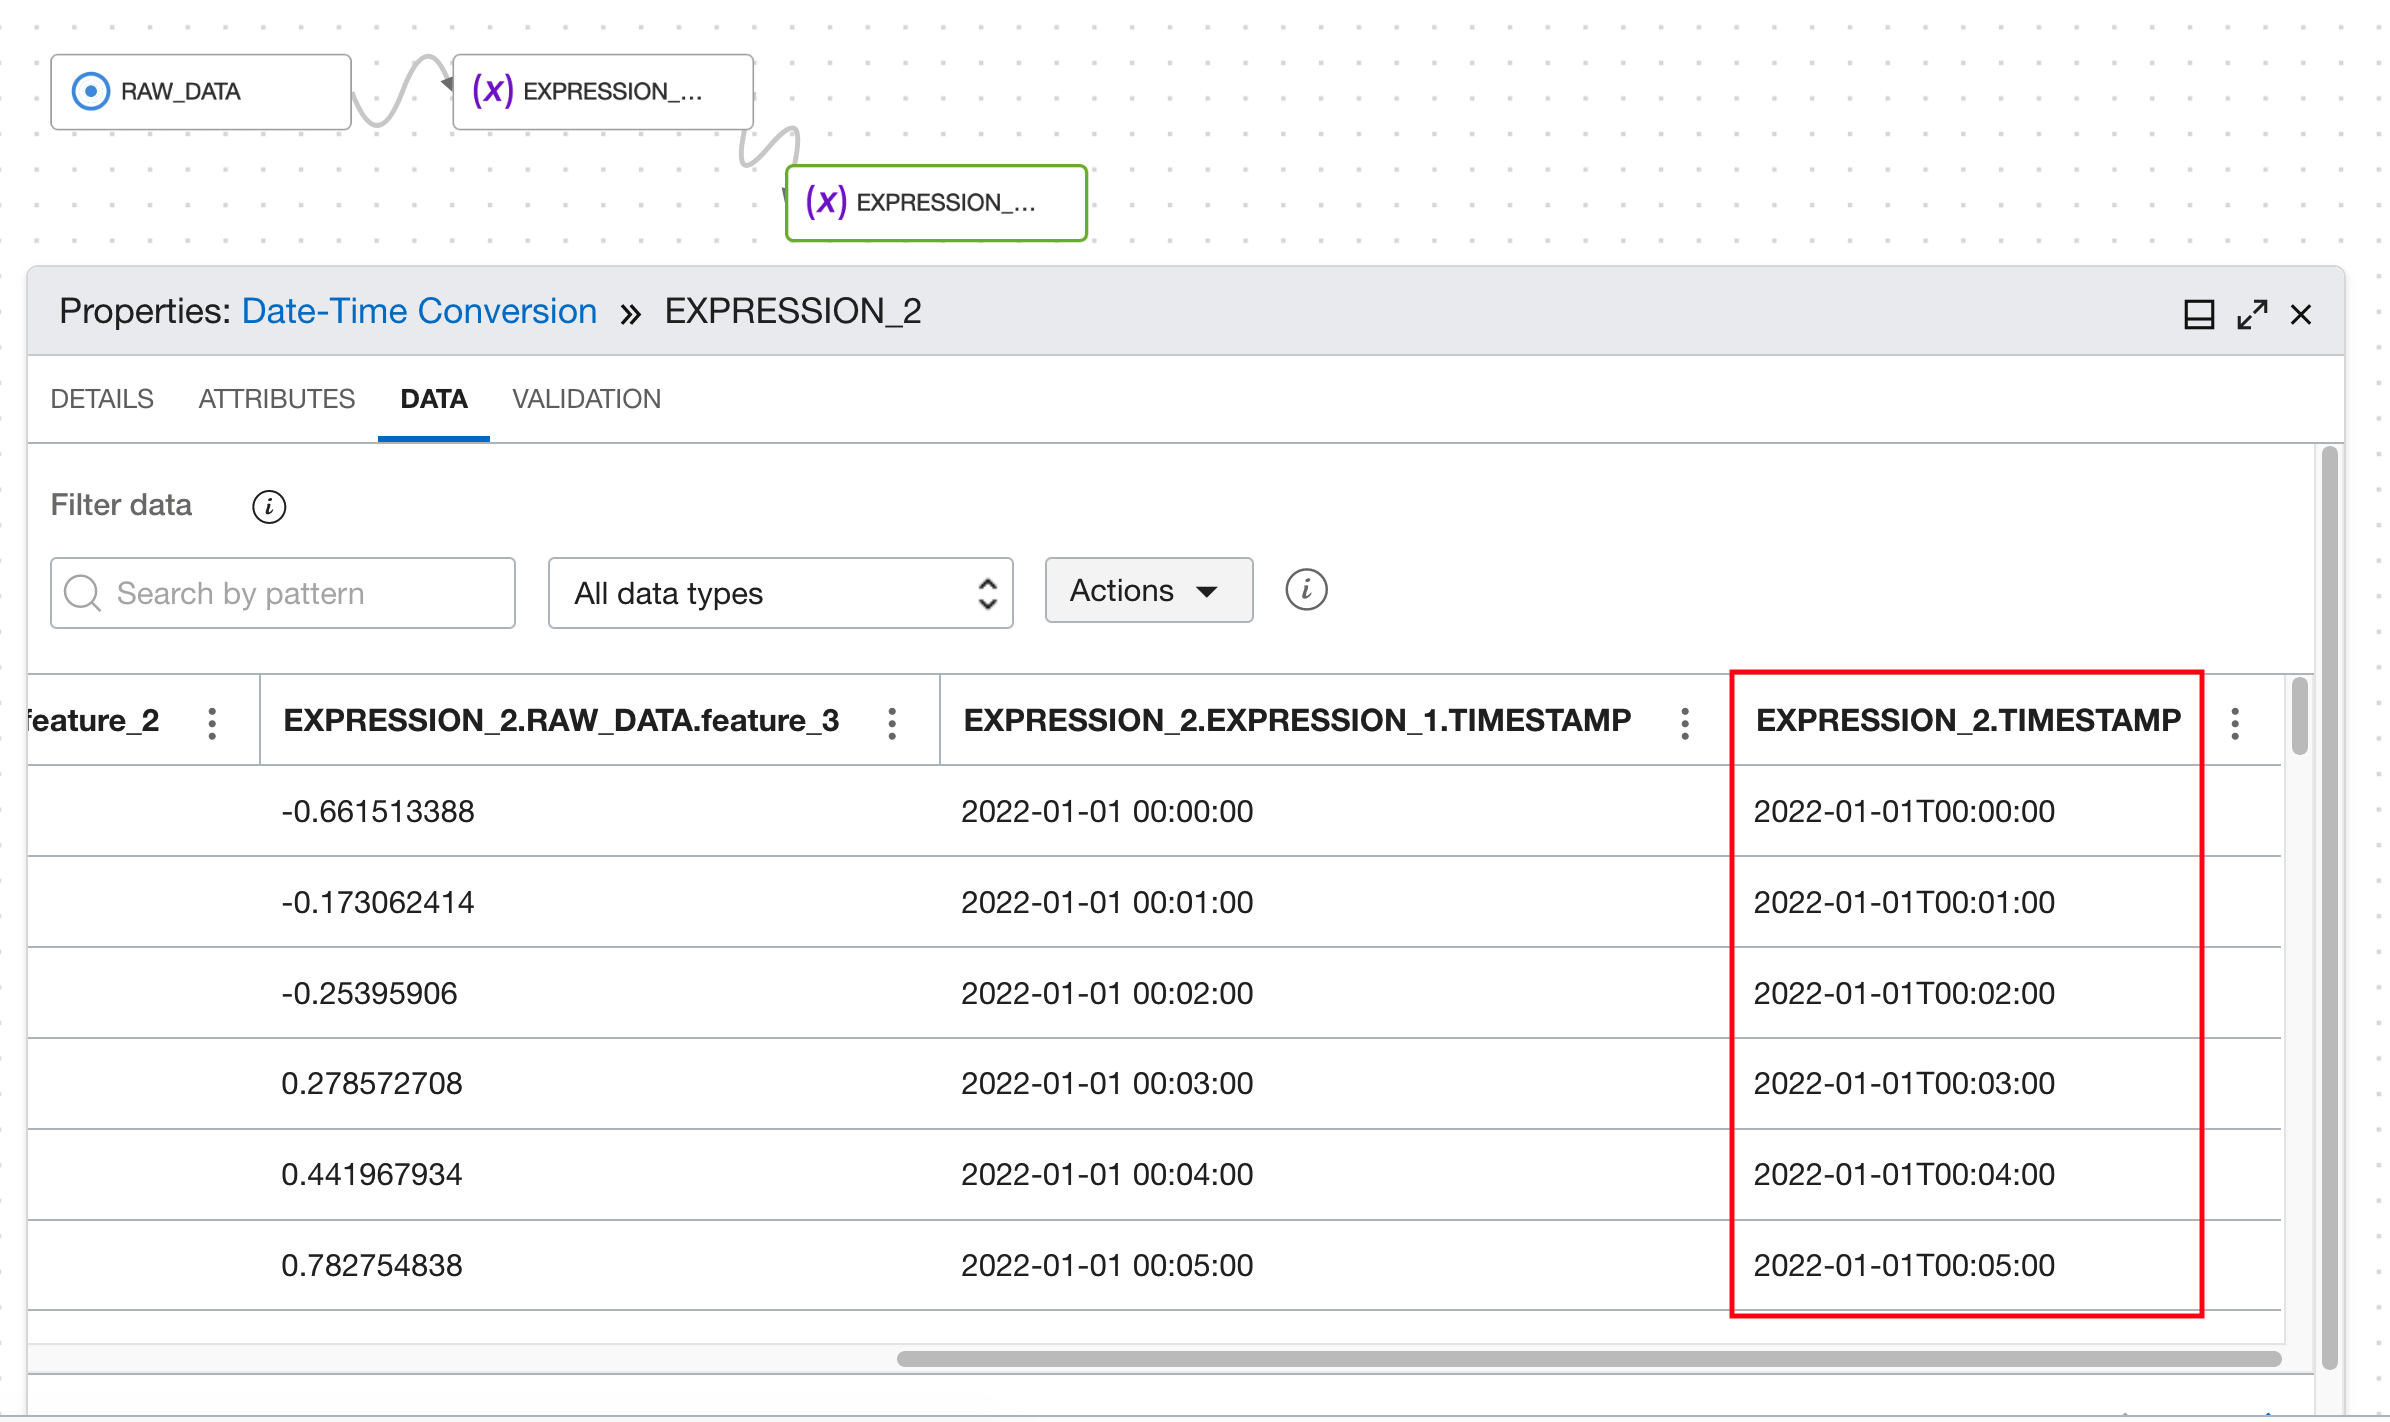 RAW_DATA
(x) EXPRESSION_...
(x) EXPRESSION_...
Properties: Date-Time Conversion » EXPRESSION_2
DETAILS ATTRIBUTES DATA VALIDATION
Filter data i
Search by pattern All data types Actions i
feature_2 EXPRESSION_2.RAW_DATA.feature_3 EXPRESSION_2.EXPRESSION_1.TIMESTAMP EXPRESSION_2.TIMESTAMP
-0.661513388 2022-01-01 00:00:00 2022-01-01T00:00:00
-0.173062414 2022-01-01 00:01:00 2022-01-01T00:01:00
-0.25395906 2022-01-01 00:02:00 2022-01-01T00:02:00
0.278572708 2022-01-01 00:03:00 2022-01-01T00:03:00
0.441967934 2022-01-01 00:04:00 2022-01-01T00:04:00
0.782754838 2022-01-01 00:05:00 2022-01-01T00:05:00